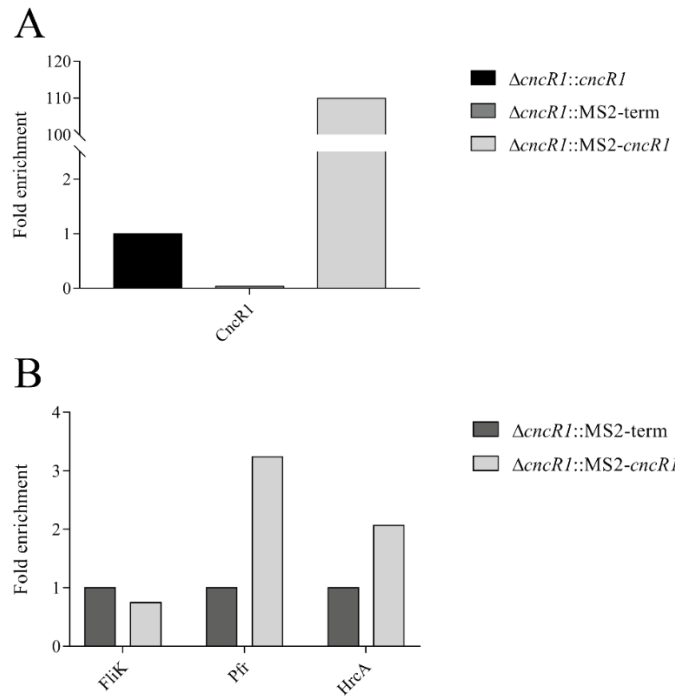 A
Fold enrichment
120
110
100
2
1
0
CncR1
ΔcncR1::cncR1
ΔcncR1::MS2-term
ΔcncR1::MS2-cncR1
B
Fold enrichment
4
3
2
1
0
FliK
Pfr
HrcA
ΔcncR1::MS2-term
ΔcncR1::MS2-cncR1